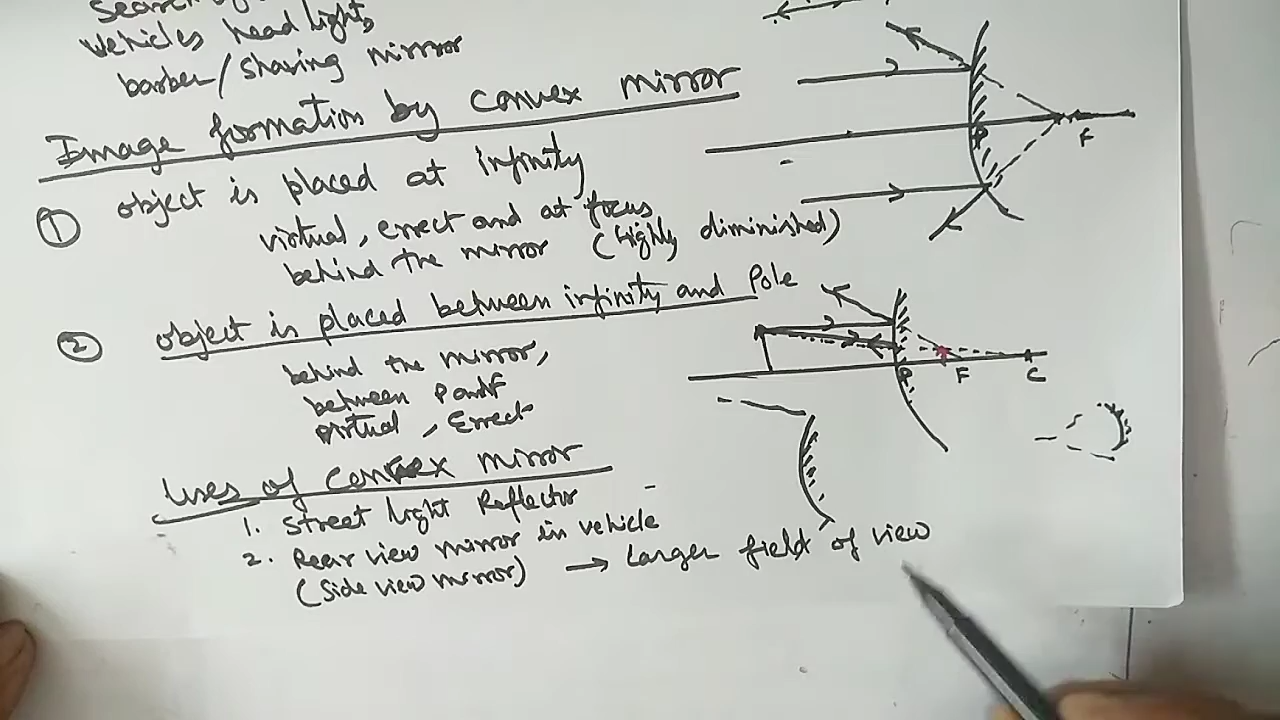 vehicles head light,
barber/shaving mirror
Image formation by convex mirror
① object is placed at infinity
virtual, errect and at focus
behind the mirror (Highly diminished)
② object is placed between infinity and Pole
behind the mirror,
between P and F
virtual, Errect
Uses of convex mirror
1. Street light Reflector
2. Rear view mirror in vehicle
(side view mirror) → Larger field of view
P F
P F C